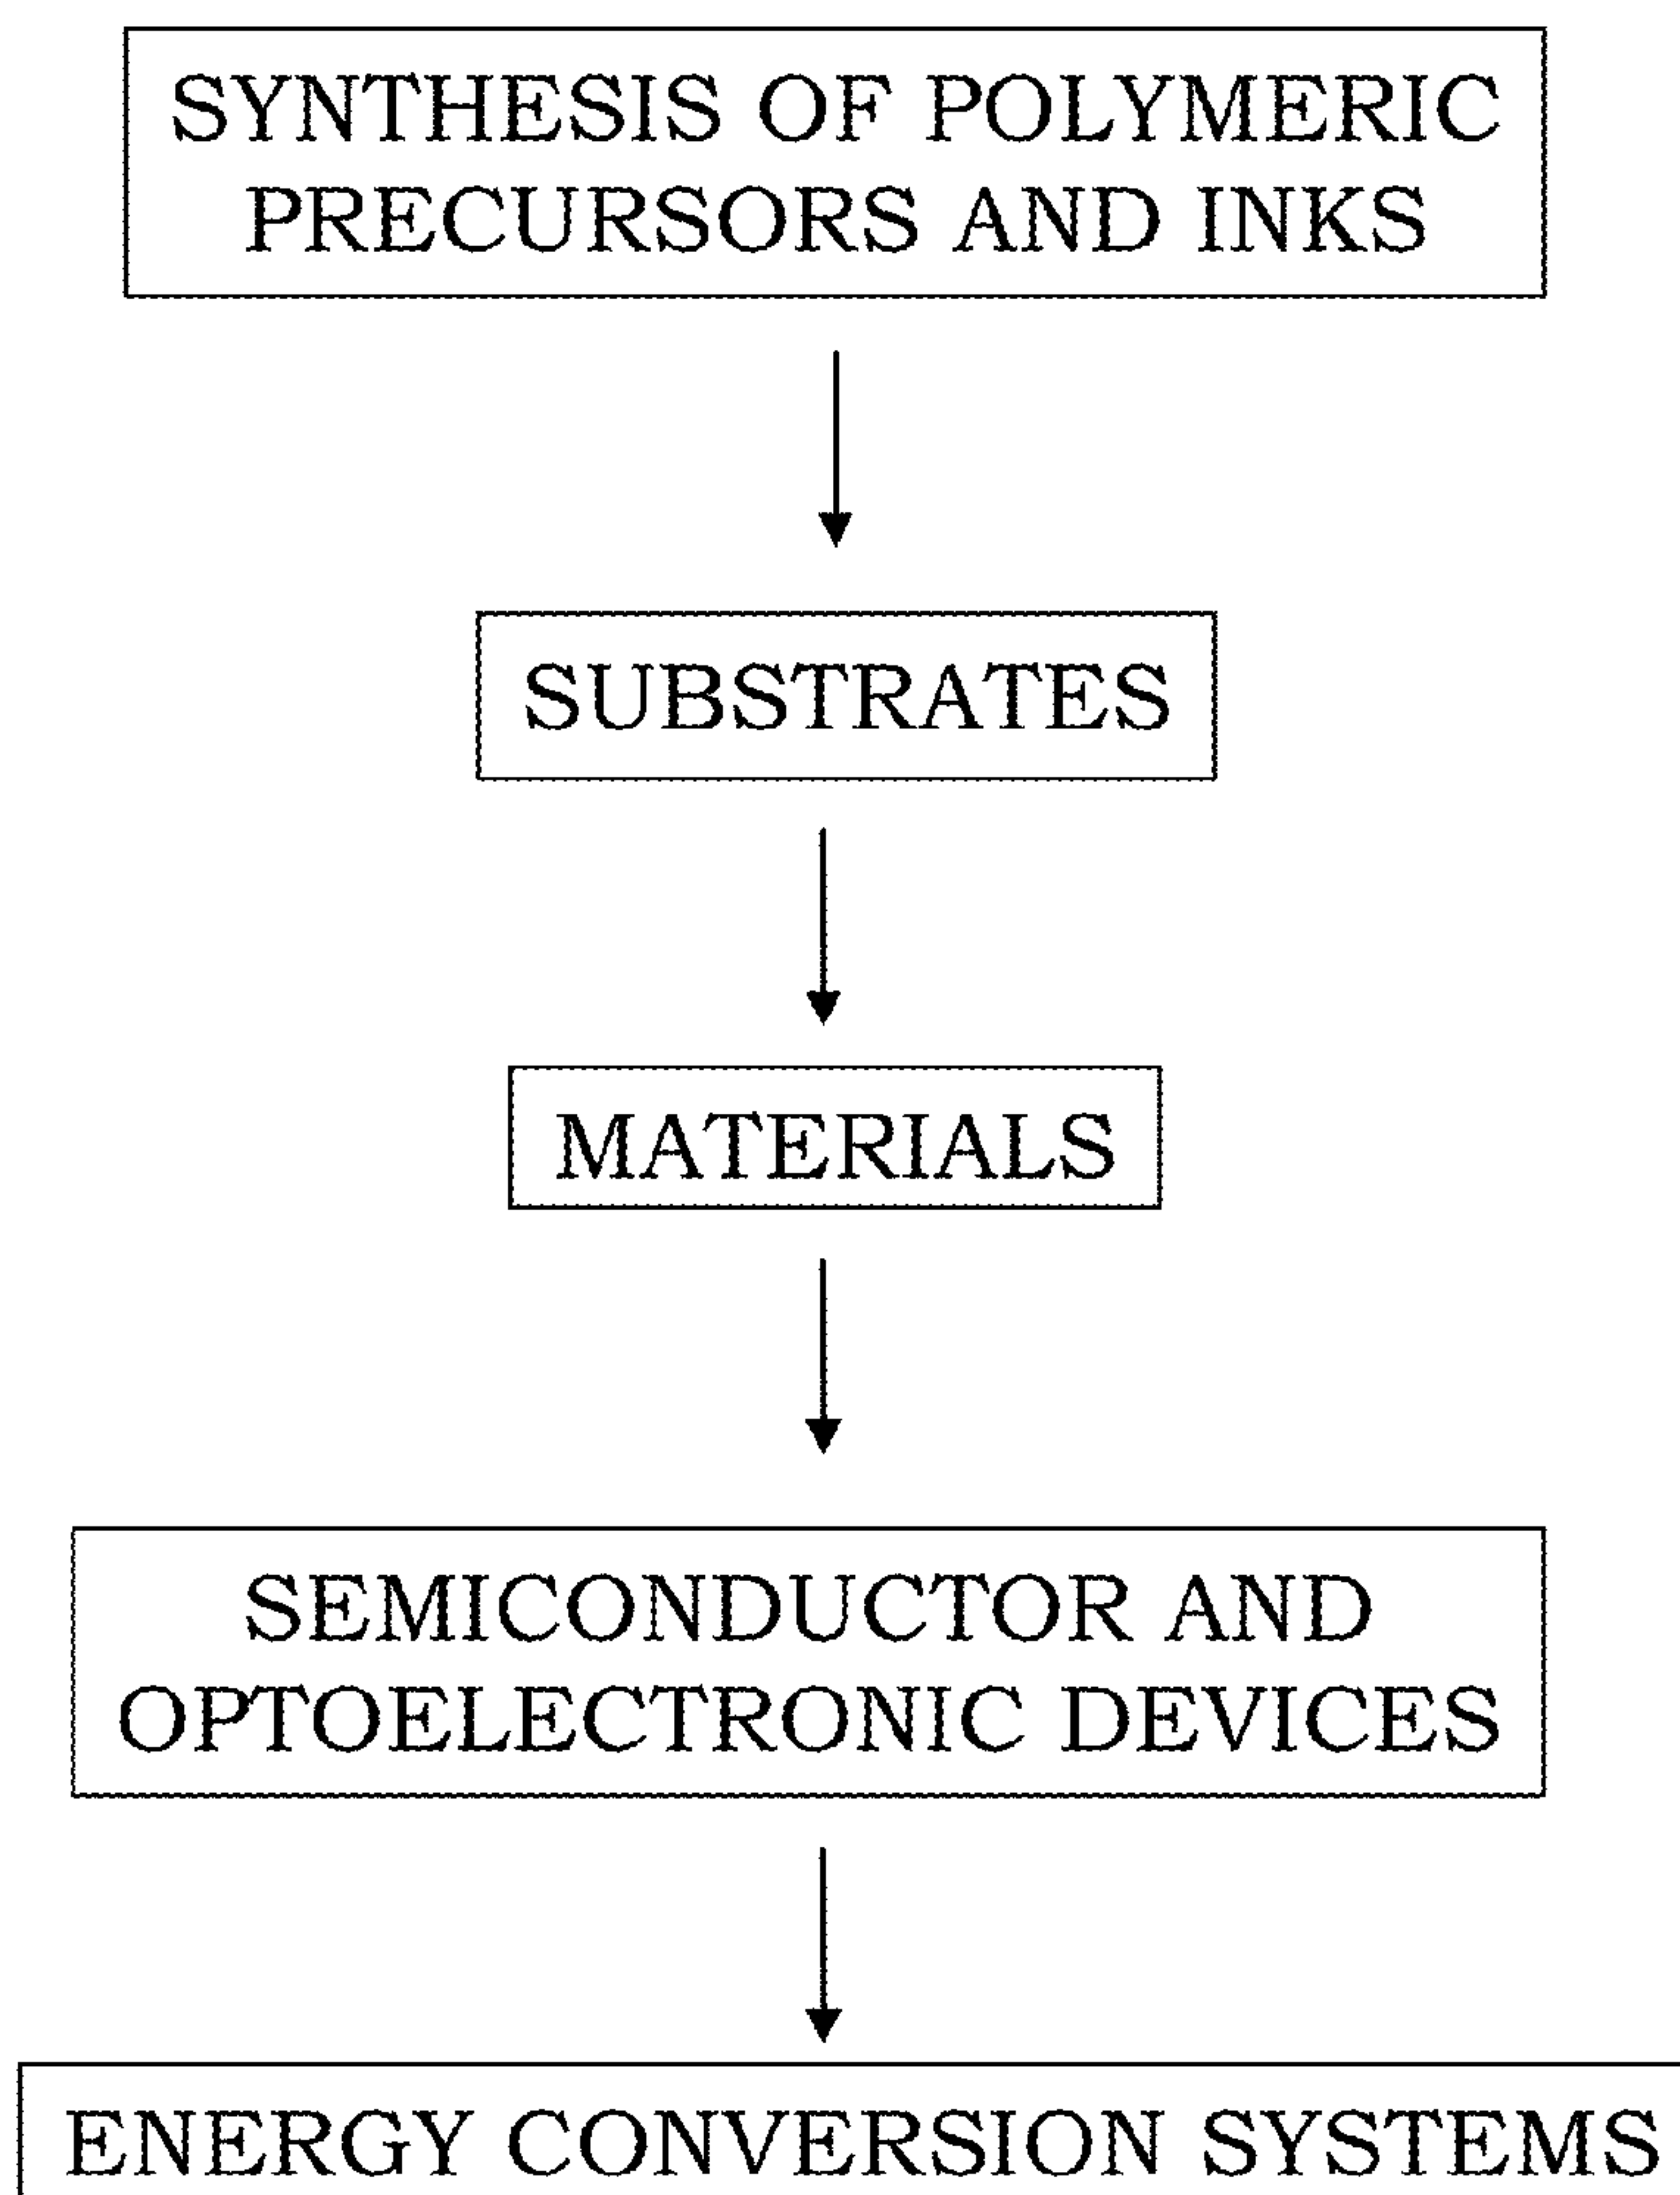 SYNTHESIS OF POLYMERIC
PRECURSORS AND INKS
SUBSTRATES
MATERIALS
SEMICONDUCTOR AND
OPTOELECTRONIC DEVICES
ENERGY CONVERSION SYSTEMS